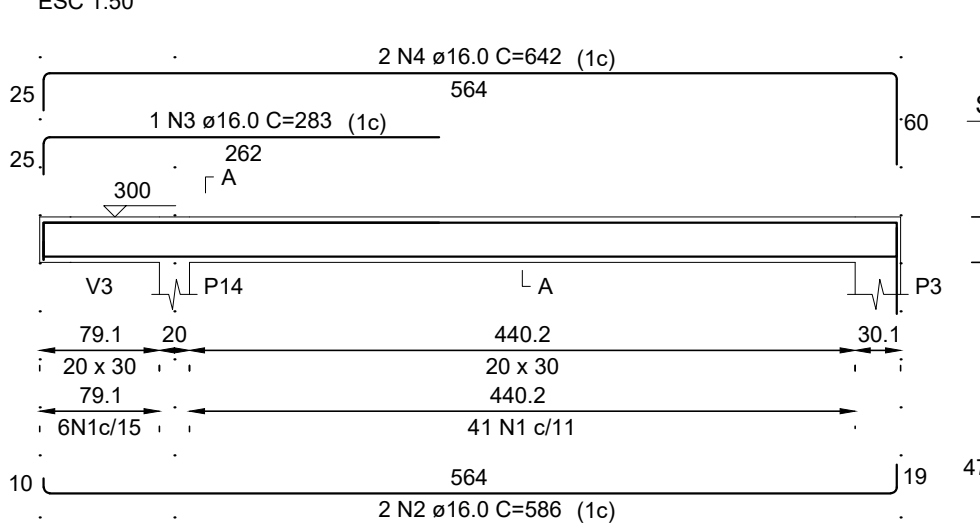 ESC 1:50
2 N4 ø16.0 C=642 (1c)
25
564
1 N3 ø16.0 C=283 (1c)
60
25
262
A
300
V3
P14
A
P3
79.1
20
440.2
30.1
20 x 30
20 x 30
79.1
440.2
6N1c/15
41 N1 c/11
10
564
19
47
2 N2 ø16.0 C=586 (1c)